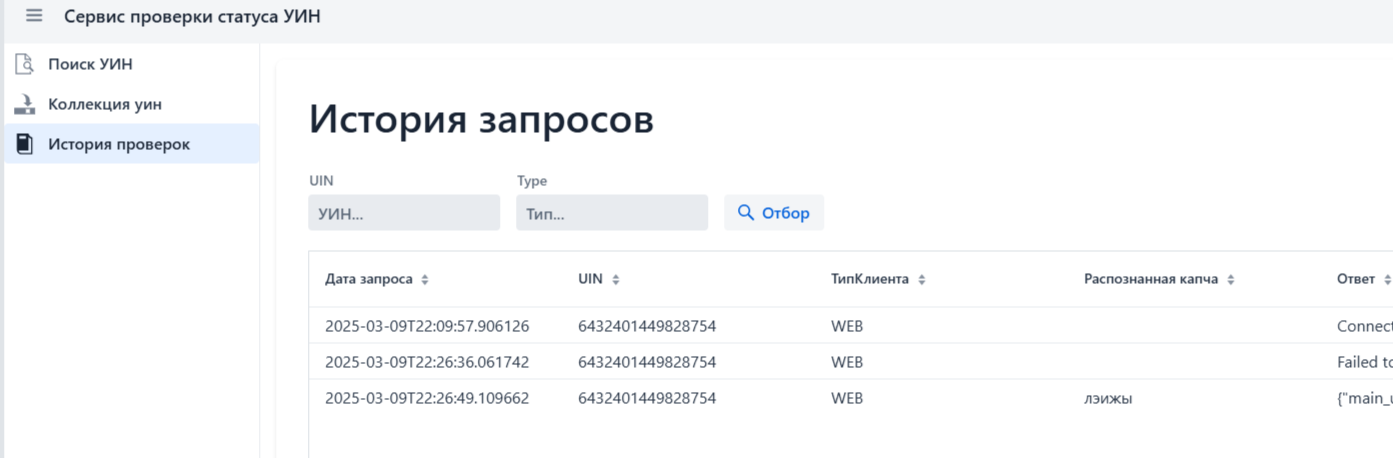 Сервис проверки статуса УИН
Поиск УИН
Коллекция уин
История проверок
История запросов
UIN Type
УИН... Тип... Отбор
Дата запроса UIN ТипКлиента Распознанная капча Ответ
2025-03-09T22:09:57.906126 6432401449828754 WEB Connect
2025-03-09T22:26:36.061742 6432401449828754 WEB Failed to
2025-03-09T22:26:49.109662 6432401449828754 WEB лэижы {"main_u